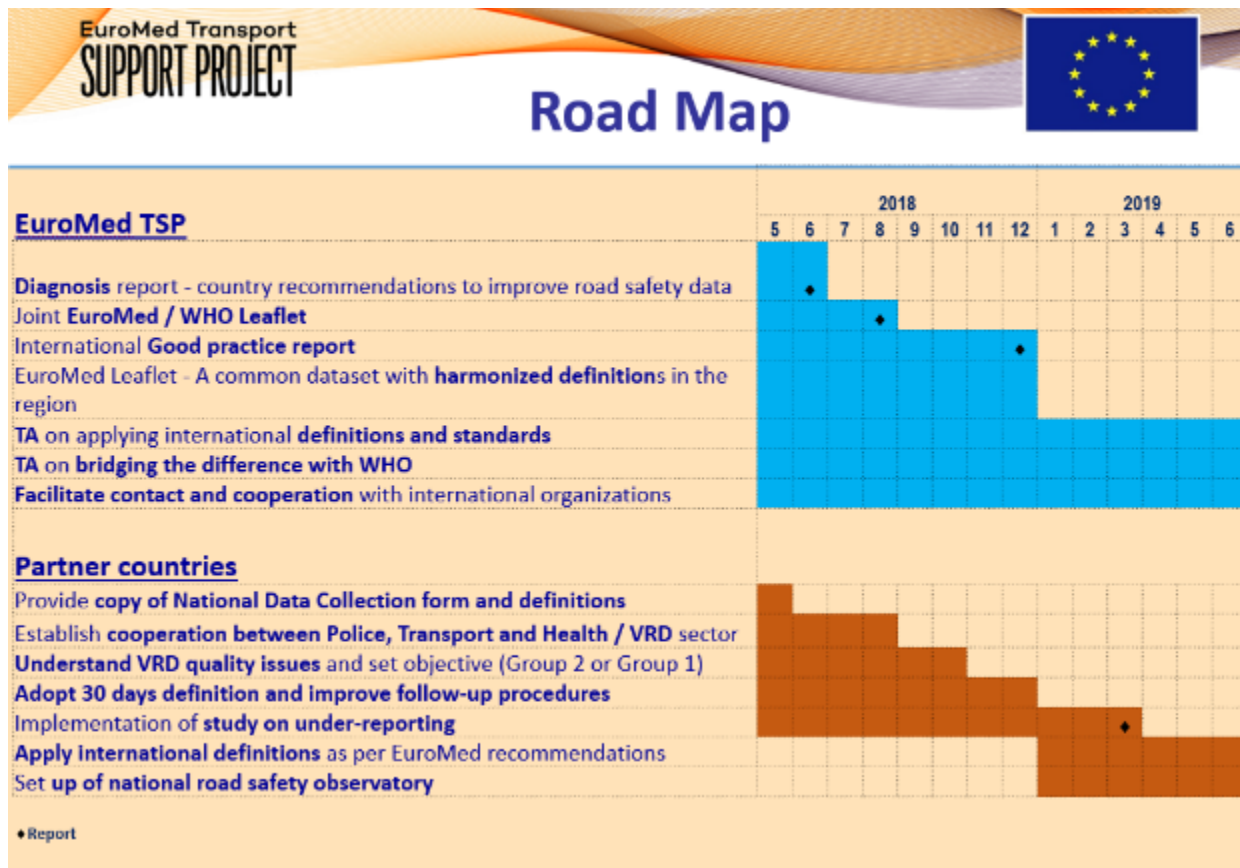 EuroMed Transport
SUPPORT PROJECT
Road Map
2018 2019
EuroMed TSP
5 6 7 8 9 10 11 12 1 2 3 4 5 6
Diagnosis report - country recommendations to improve road safety data
Joint EuroMed / WHO Leaflet
International Good practice report
EuroMed Leaflet - A common dataset with harmonized definitions in the
region
TA on applying international definitions and standards
TA on bridging the difference with WHO
Facilitate contact and cooperation with international organizations
Partner countries
Provide copy of National Data Collection form and definitions
Establish cooperation between Police, Transport and Health / VRD sector
Understand VRD quality issues and set objective (Group 2 or Group 1)
Adopt 30 days definition and improve follow-up procedures
Implementation of study on under-reporting
Apply international definitions as per EuroMed recommendations
Set up of national road safety observatory
♦Report